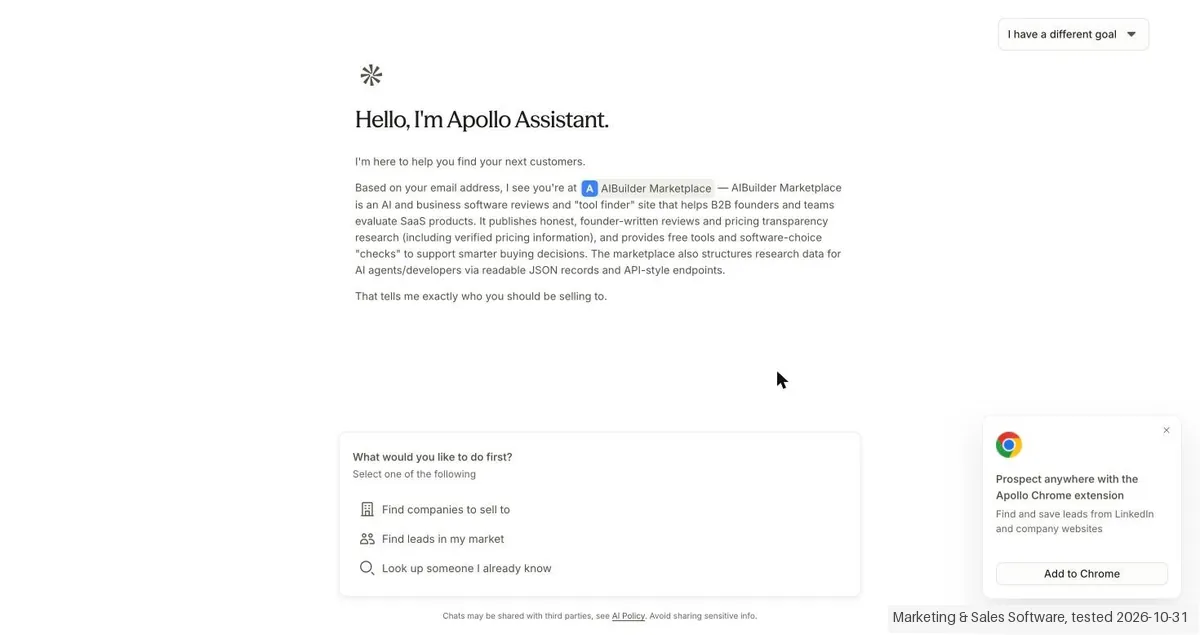 I have a different goal
Hello, I'm Apollo Assistant.
I'm here to help you find your next customers.
Based on your email address, I see you're at A AIBuilder Marketplace — AIBuilder Marketplace
is an AI and business software reviews and "tool finder" site that helps B2B founders and teams
evaluate SaaS products. It publishes honest, founder-written reviews and pricing transparency
research (including verified pricing information), and provides free tools and software-choice
"checks" to support smarter buying decisions. The marketplace also structures research data for
AI agents/developers via readable JSON records and API-style endpoints.
That tells me exactly who you should be selling to.
What would you like to do first?
Select one of the following
Find companies to sell to
Find leads in my market
Look up someone I already know
Chats may be shared with third parties, see AI Policy. Avoid sharing sensitive info.
Prospect anywhere with the
Apollo Chrome extension
Find and save leads from LinkedIn
and company websites
Add to Chrome
Marketing & Sales Software, tested 2026-10-31